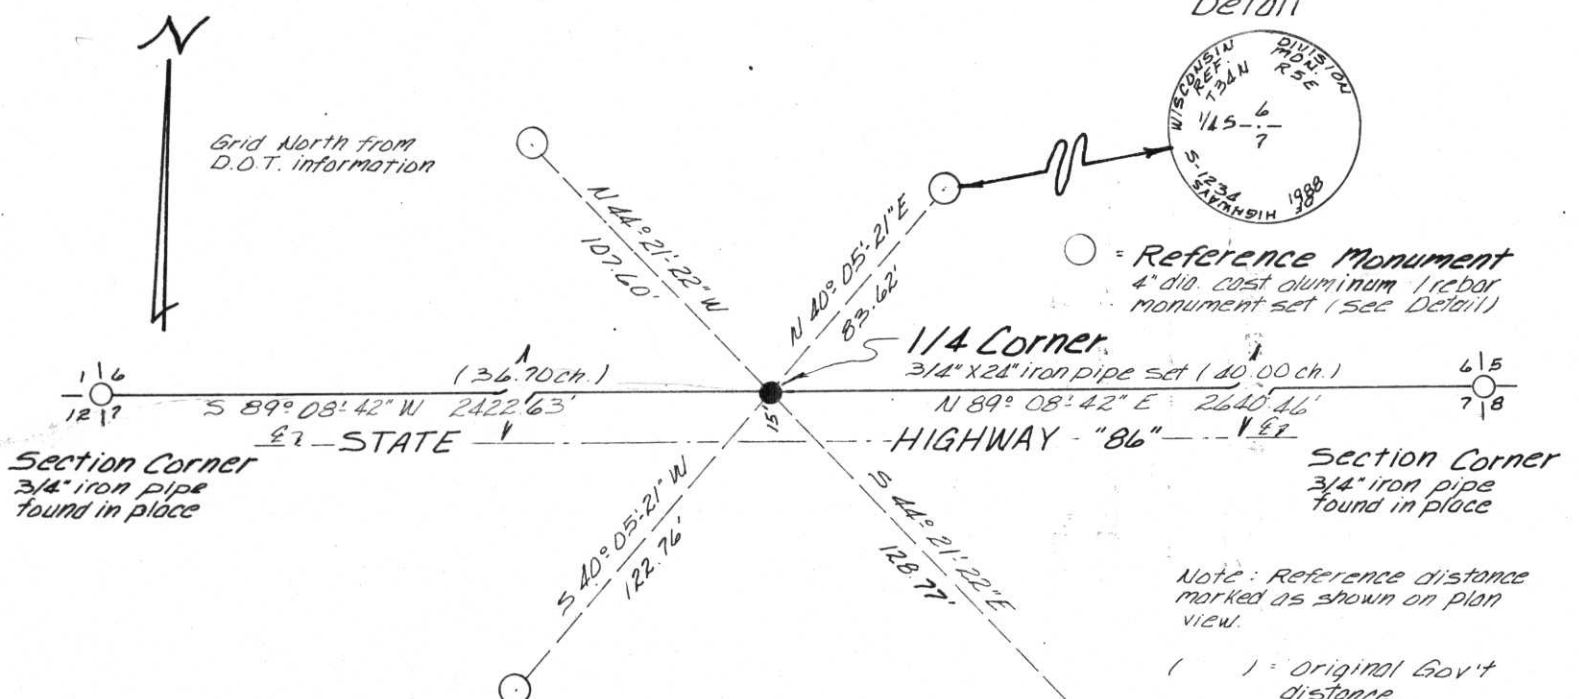 Detail
N
WISCONSIN DIVISION
REF. MON.
T34N R5E
1/4 S 6
7
S-1234 1988
HIGHWAYS
Grid North from
D.O.T. information
N 44° 21' 22" W
107.60'
N 40° 05' 21" E
83.62'
= Reference Monument
4" dia. cast aluminum / rebar
monument set (see Detail)
1/4 Corner
3/4" X 24" iron pipe set (40.00 ch.)
(36.70 ch.)
1 6
12 7
S 89° 08' 42" W 2422.63'
N 89° 08' 42" E 2640.46'
6 5
7 8
15'
STATE HIGHWAY "86"
Section Corner
3/4" iron pipe
found in place
Section Corner
3/4" iron pipe
found in place
S 40° 05' 21" W
122.76'
S 44° 21' 22" E
128.77'
Note: Reference distance
marked as shown on plan
view.
( ) = Original Gov't
distance